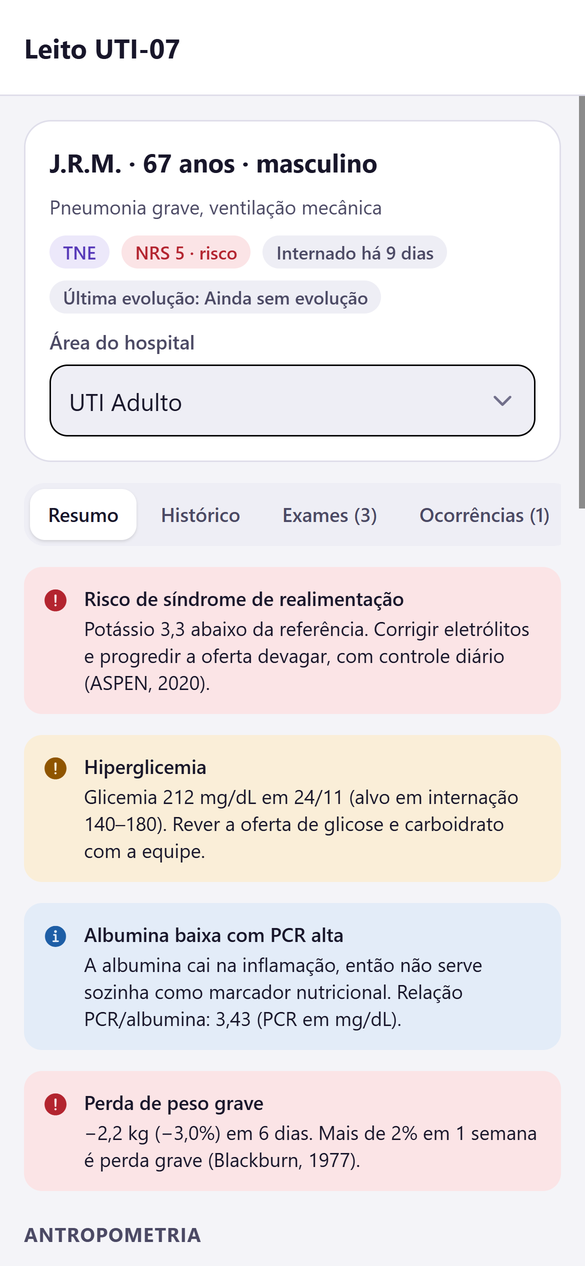 Leito UTI-07
J.R.M. · 67 anos · masculino
Pneumonia grave, ventilação mecânica
TNE
NRS 5 · risco
Internado há 9 dias
Última evolução: Ainda sem evolução
Área do hospital
UTI Adulto
Resumo
Histórico
Exames (3)
Ocorrências (1)
Risco de síndrome de realimentação
Potássio 3,3 abaixo da referência. Corrigir eletrólitos
e progredir a oferta devagar, com controle diário
(ASPEN, 2020).
Hiperglicemia
Glicemia 212 mg/dL em 24/11 (alvo em internação
140–180). Rever a oferta de glicose e carboidrato
com a equipe.
Albumina baixa com PCR alta
A albumina cai na inflamação, então não serve
sozinha como marcador nutricional. Relação
PCR/albumina: 3,43 (PCR em mg/dL).
Perda de peso grave
−2,2 kg (−3,0%) em 6 dias. Mais de 2% em 1 semana
é perda grave (Blackburn, 1977).
ANTROPOMETRIA